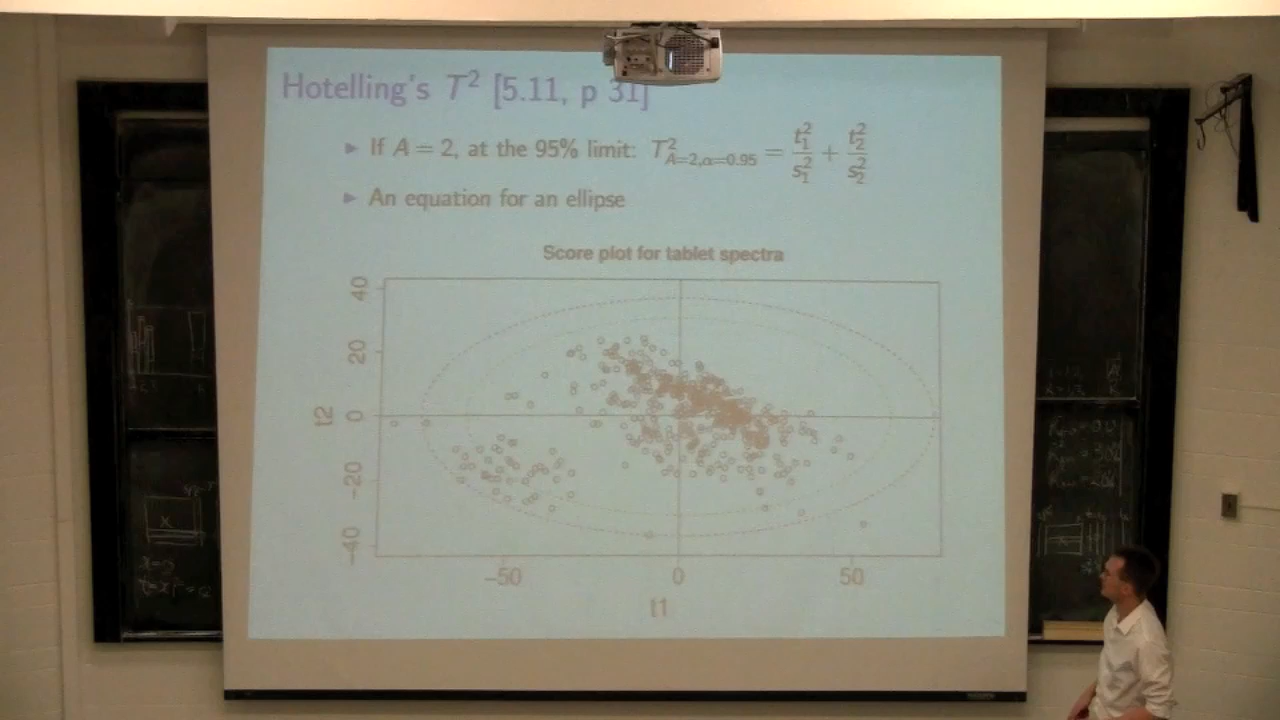 Hotelling's T² [5.11, p 31]
▶ If A = 2, at the 95% limit: T²_{A=2,α=0.95} = t₁²/s₁² + t₂²/s₂²
▶ An equation for an ellipse
Score plot for tablet spectra
40
20
0
-20
-40
t2
-50 0 50
t1